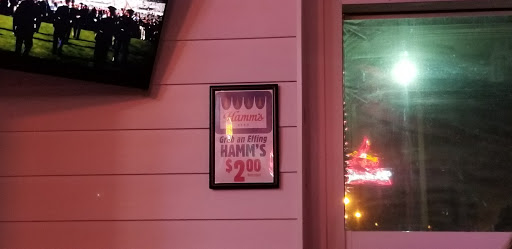 Hamm's
Grab an Effing
HAMM'S
$2.00